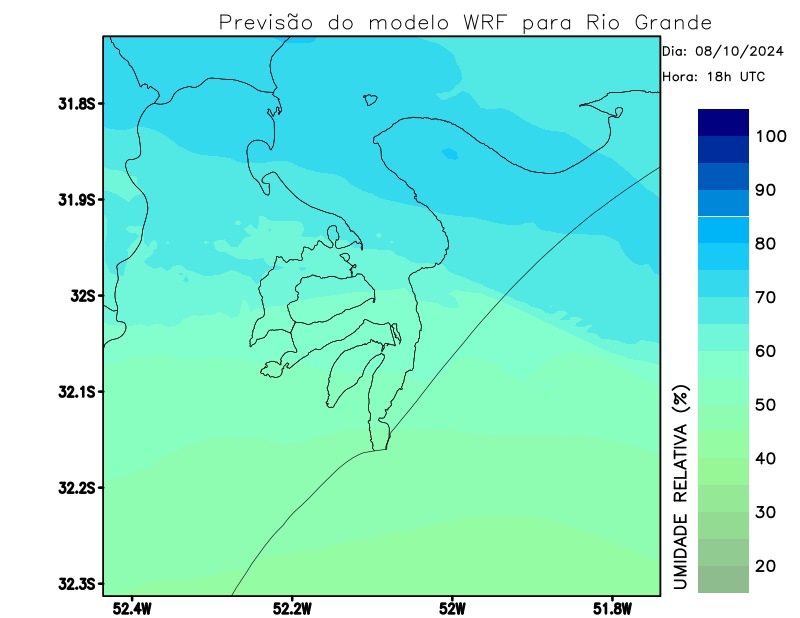 Previsão do modelo WRF para Rio Grande
Dia: 08/10/2024
Hora: 18h UTC
31.8S
31.9S
32S
32.1S
32.2S
32.3S
52.4W
52.2W
52W
51.8W
100
90
80
70
60
50
40
30
20
UMIDADE RELATIVA (%)